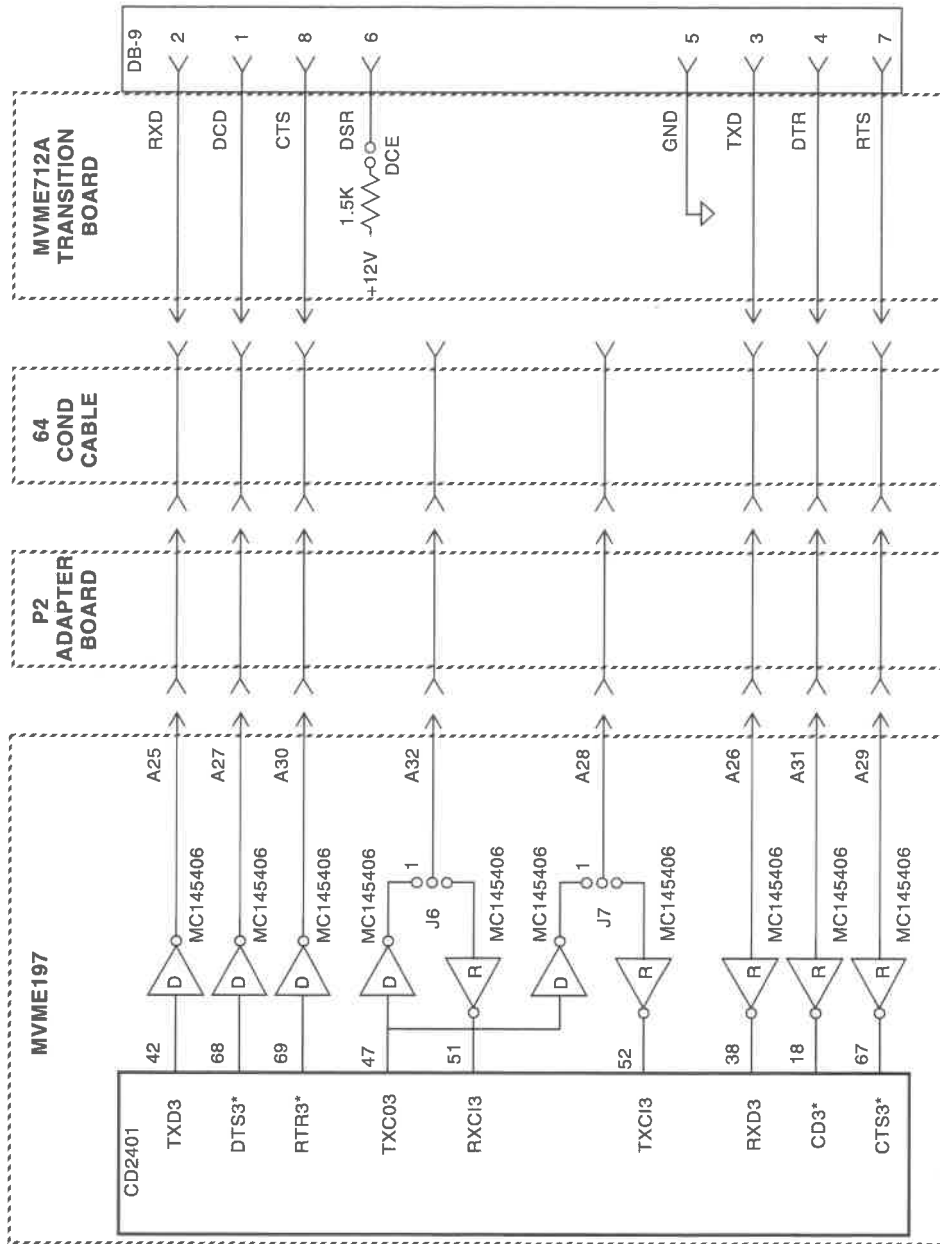 MVME197
P2
ADAPTER
BOARD
64
COND
CABLE
MVME712A
TRANSITION
BOARD
CD2401
DB-9
TXD3
42
D
MC145406
A25
RXD
2
DTS3*
68
D
MC145406
A27
DCD
1
RTR3*
69
D
MC145406
A30
CTS
8
+12V
1.5K
DSR
DCE
6
TXC03
47
D
MC145406
1
J6
A32
RXCI3
51
R
MC145406
D
MC145406
1
J7
A28
TXCI3
52
R
MC145406
GND
5
RXD3
38
R
MC145406
A26
TXD
3
CD3*
18
R
MC145406
A31
DTR
4
CTS3*
67
R
MC145406
A29
RTS
7